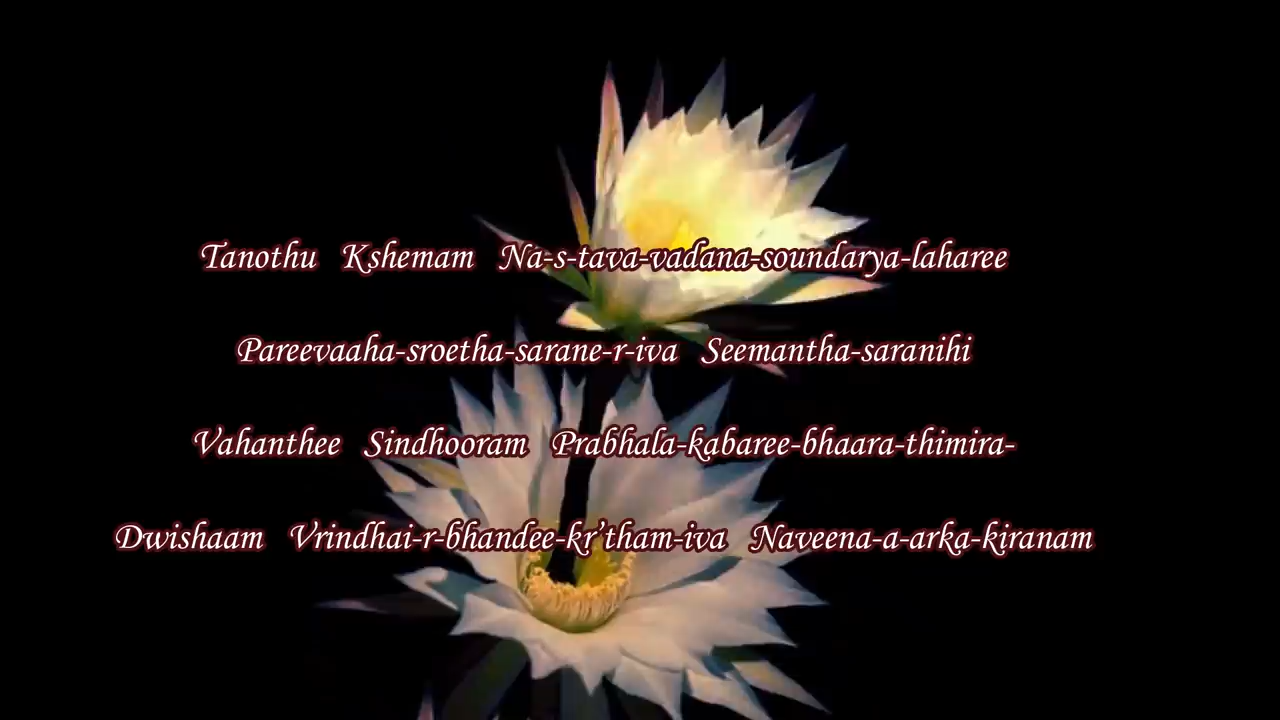 Tanothu Kshemam Na-s-tava-vadana-soundarya-laharee
Pareevaaha-sroetha-sarane-r-iva Seemantha-saranihi
Vahanthee Sindhooram Prabhala-kabaree-bhaara-thimira-
Dwishaam Vrindhai-r-bhandee-kr'tham-iva Naveena-a-arka-kiranam